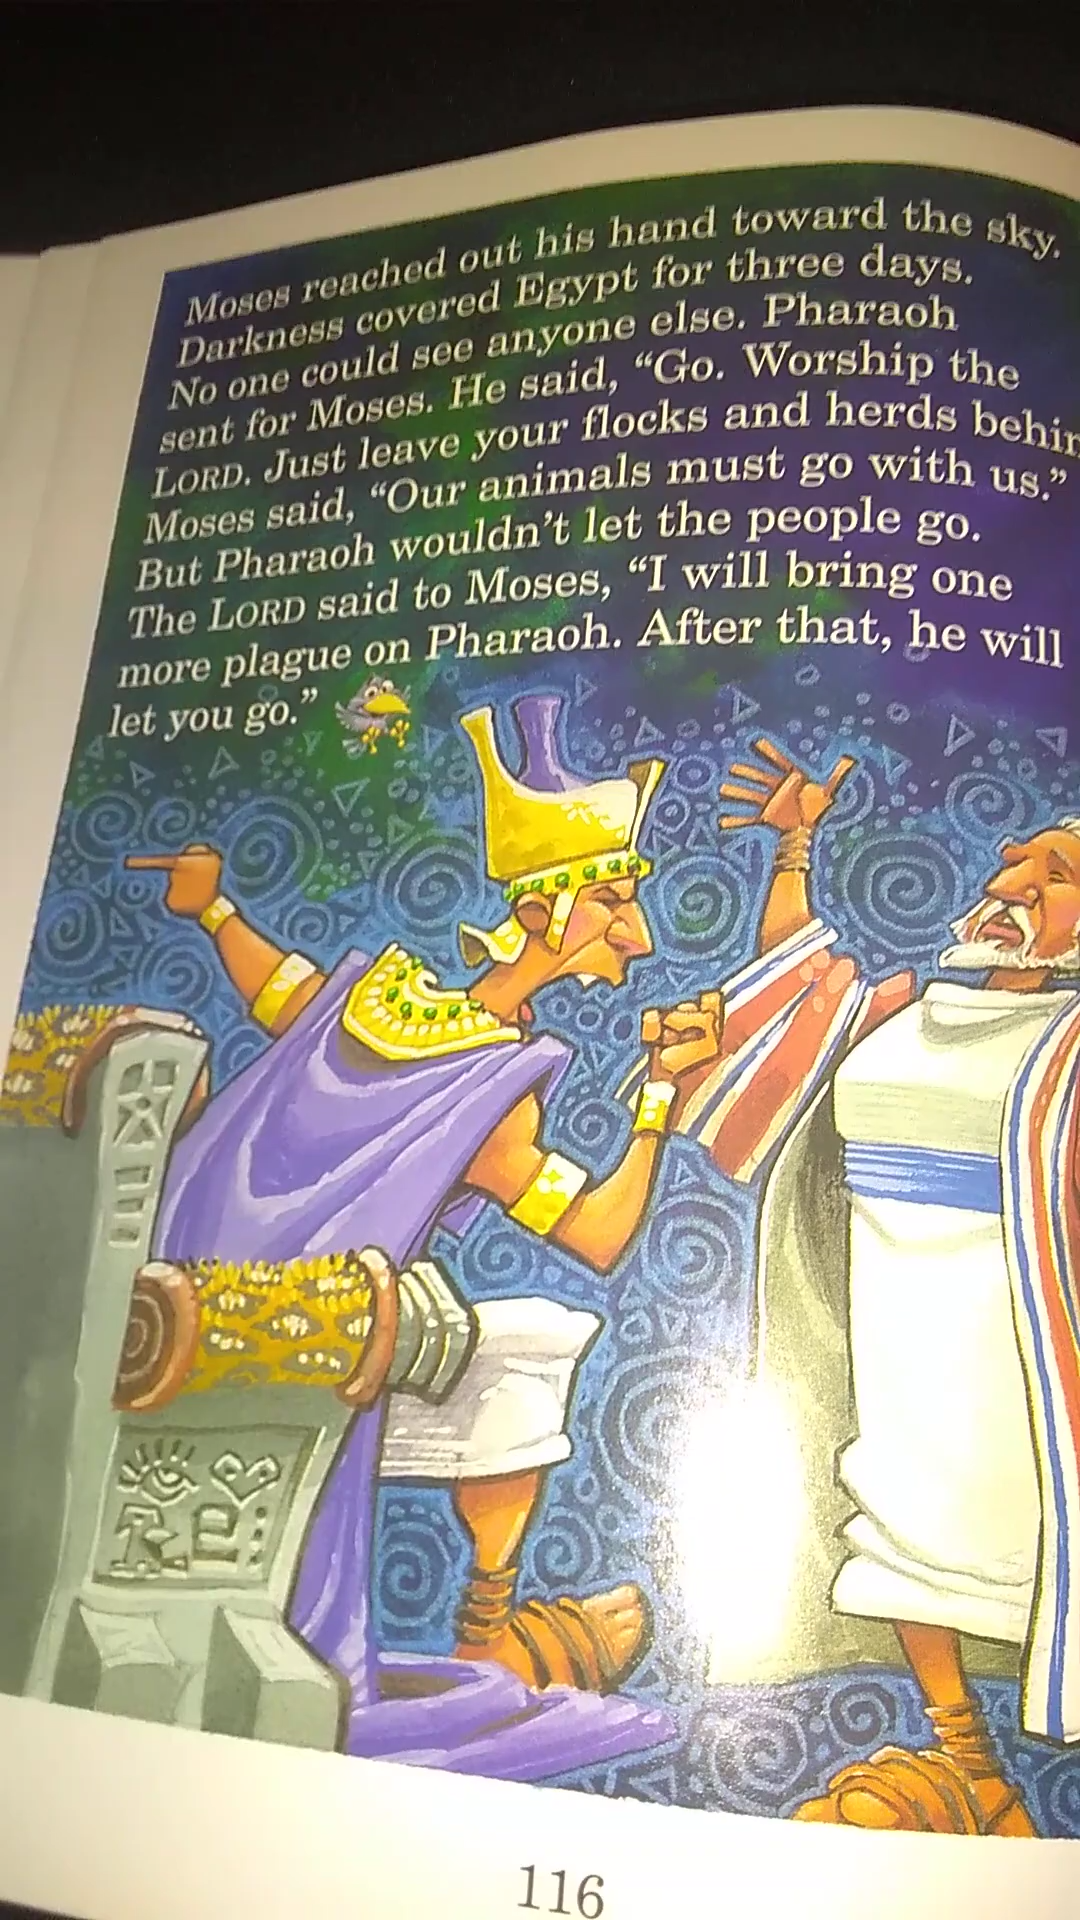 Moses reached out his hand toward the sky.
Darkness covered Egypt for three days.
No one could see anyone else. Pharaoh
sent for Moses. He said, “Go. Worship the
LORD. Just leave your flocks and herds behin
Moses said, “Our animals must go with us.”
But Pharaoh wouldn’t let the people go.
The LORD said to Moses, “I will bring one
more plague on Pharaoh. After that, he will
let you go.”
116